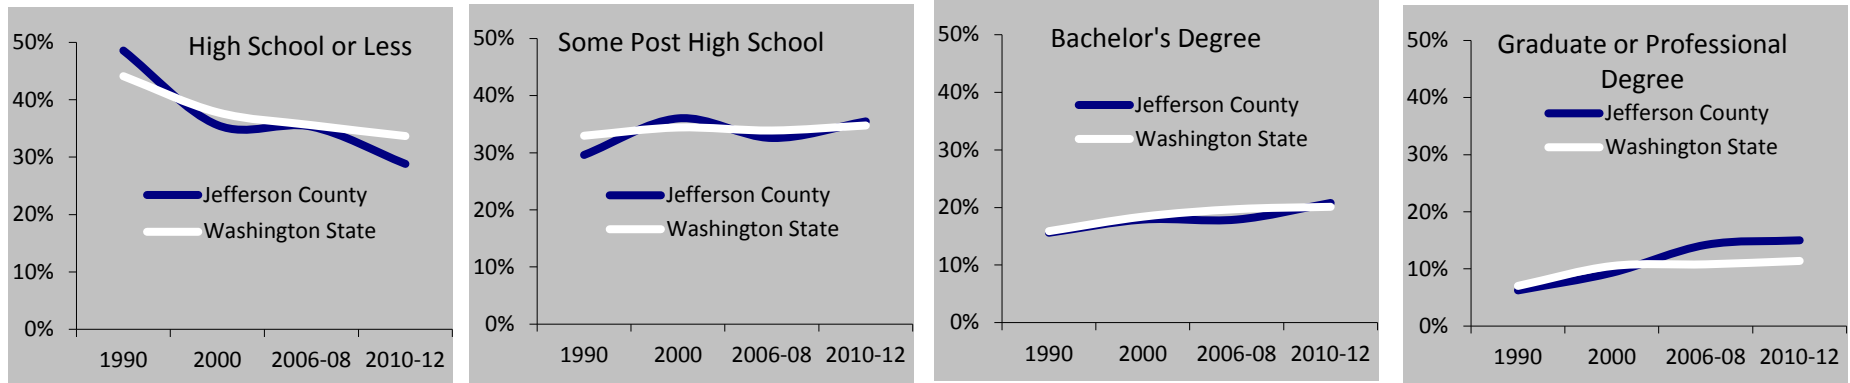 High School or Less
50%
40%
30%
20%
10%
0%
Jefferson County
Washington State
1990 2000 2006-08 2010-12
Some Post High School
50%
40%
30%
20%
10%
0%
Jefferson County
Washington State
1990 2000 2006-08 2010-12
Bachelor's Degree
50%
40%
30%
20%
10%
0%
Jefferson County
Washington State
1990 2000 2006-08 2010-12
Graduate or Professional
Degree
50%
40%
30%
20%
10%
0%
Jefferson County
Washington State
1990 2000 2006-08 2010-12